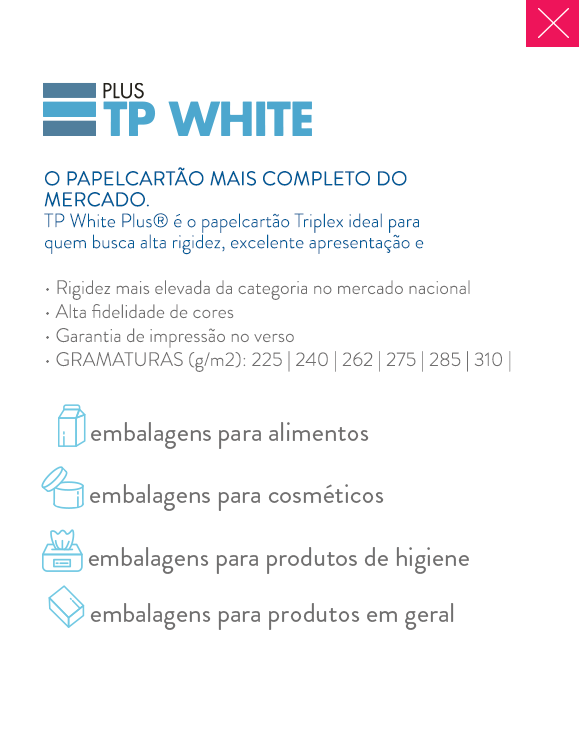 PLUS
TP WHITE
O PAPELCARTÃO MAIS COMPLETO DO
MERCADO.
TP White Plus® é o papelcartão Triplex ideal para
quem busca alta rigidez, excelente apresentação e
• Rigidez mais elevada da categoria no mercado nacional
• Alta fidelidade de cores
• Garantia de impressão no verso
• GRAMATURAS (g/m2): 225 | 240 | 262 | 275 | 285 | 310 |
embalagens para alimentos
embalagens para cosméticos
embalagens para produtos de higiene
embalagens para produtos em geral